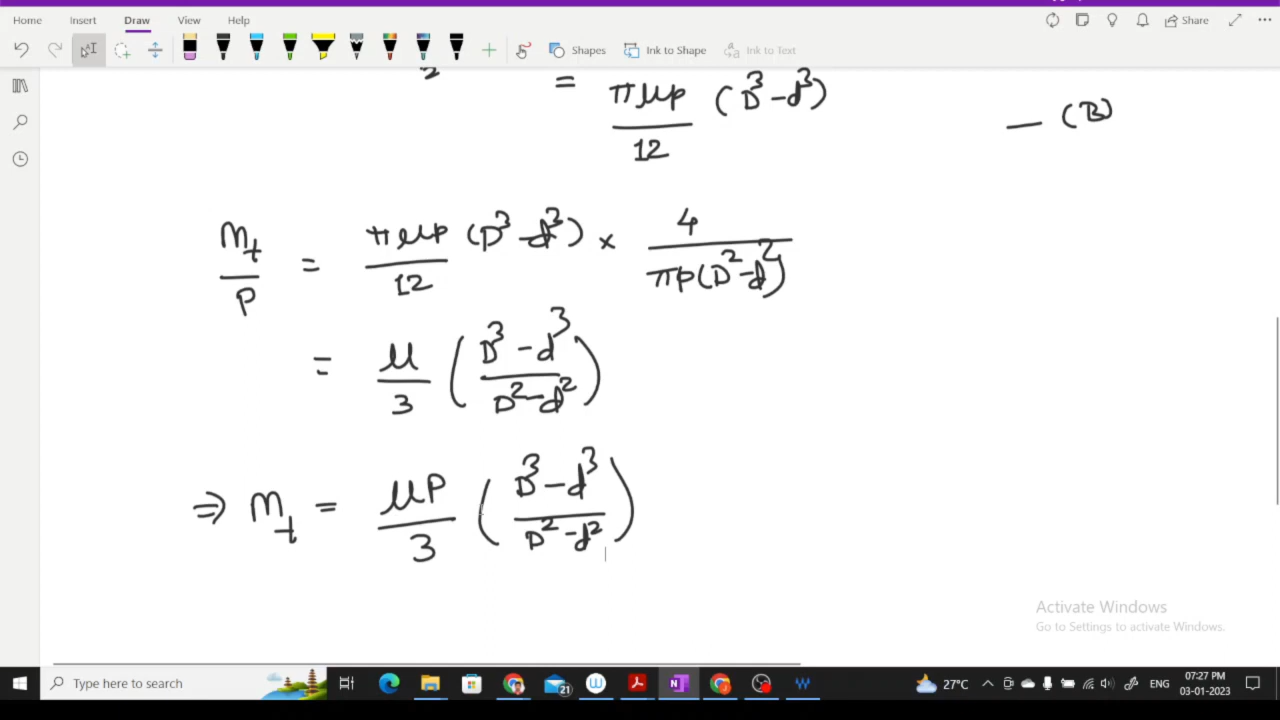 Home Insert Draw View Help Share
Shapes Ink to Shape Ink to Text
2 = πμp/12 (D³-d³) — (B)
Mt/P = πμp/12 (D³-d³) × 4/πp(D²-d²)
= μ/3 (D³-d³/D²-d²)
⇒ Mt = μP/3 (D³-d³/D²-d²)
Activate Windows
Go to Settings to activate Windows.
Type here to search
21
27°C ENG 07:27 PM
03-01-2023